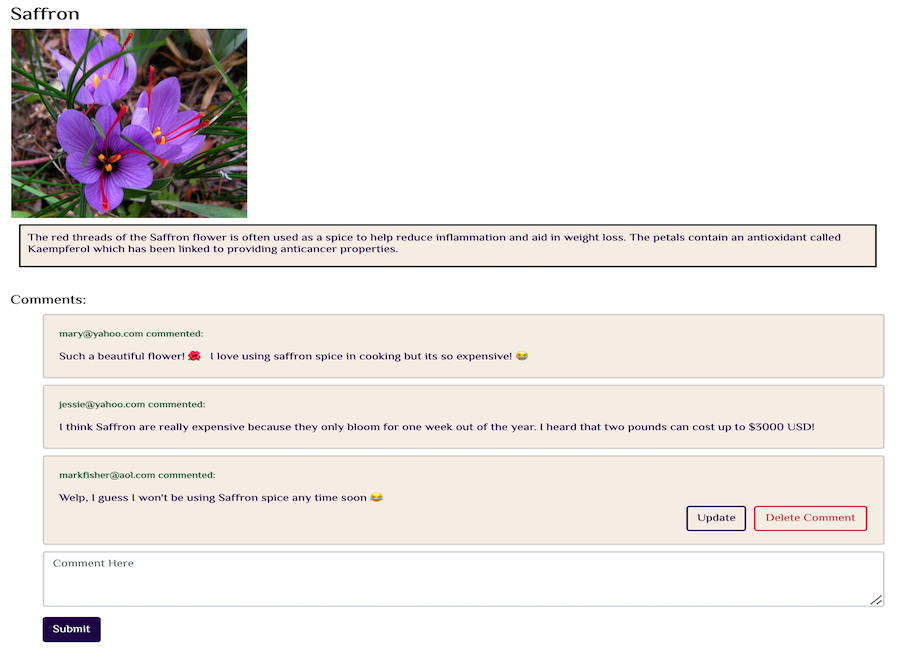 Saffron
The red threads of the Saffron flower is often used as a spice to help reduce inflammation and aid in weight loss. The petals contain an antioxidant called
Kaempferol which has been linked to providing anticancer properties.
Comments:
mary@yahoo.com commented:
Such a beautiful flower! 🌺 I love using saffron spice in cooking but its so expensive! 😭
jessie@yahoo.com commented:
I think Saffron are really expensive because they only bloom for one week out of the year. I heard that two pounds can cost up to $3000 USD!
markfisher@aol.com commented:
Welp, I guess I won't be using Saffron spice any time soon 😂
Update
Delete Comment
Comment Here
Submit